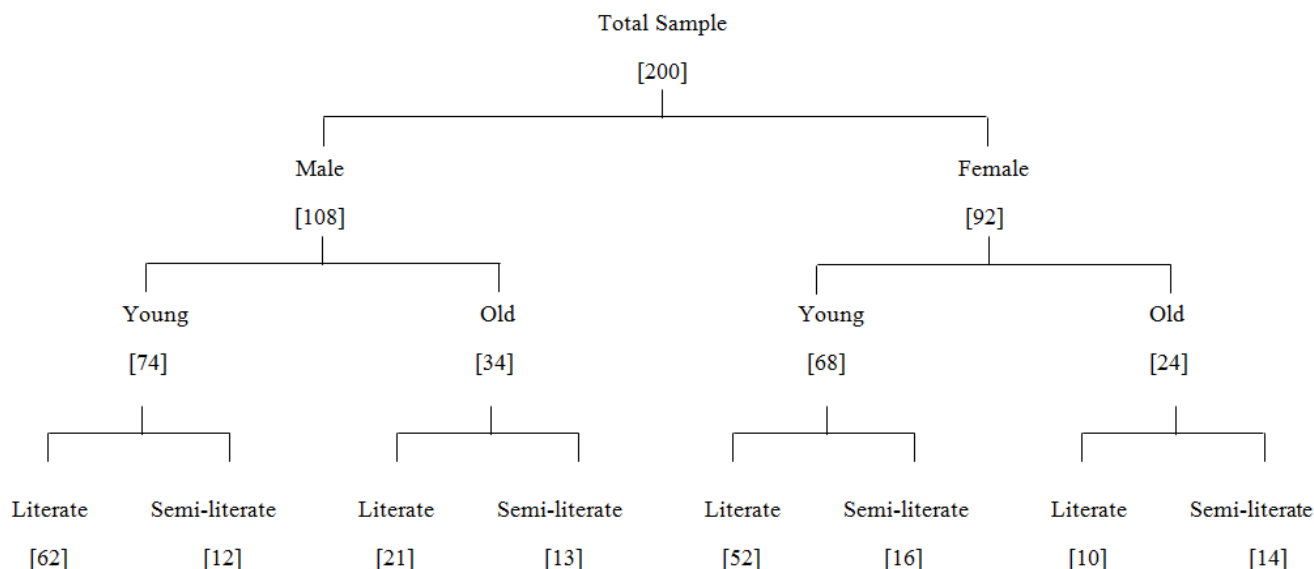 Total Sample
[200]
Male Female
[108] [92]
Young Old Young Old
[74] [34] [68] [24]
Literate Semi-literate Literate Semi-literate Literate Semi-literate Literate Semi-literate
[62] [12] [21] [13] [52] [16] [10] [14]